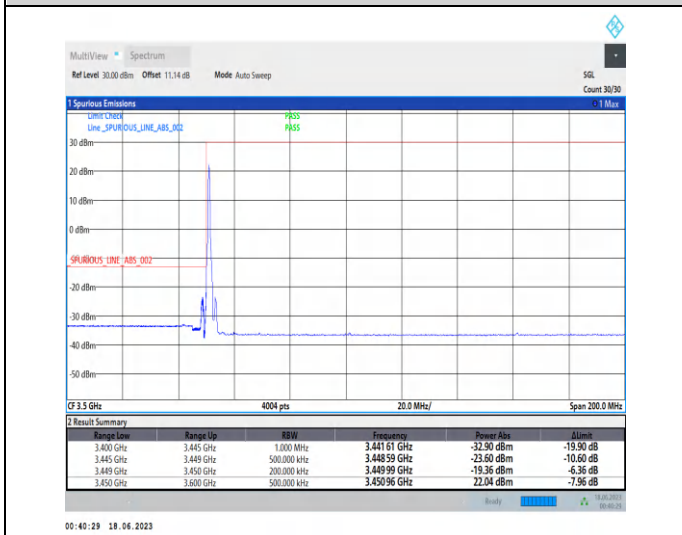 MultiView Spectrum
Ref Level 30.00 dBm Offset 11.14 dB Mode Auto Sweep SGL
Count 30/30
1 Spurious Emissions 1 Max
Limit Check PASS
Line _SPURIOUS_LINE_ABS_002 PASS
30 dBm
20 dBm
10 dBm
0 dBm
SPURIOUS_LINE_ABS_002
-20 dBm
-30 dBm
-40 dBm
-50 dBm
CF 3.5 GHz 4004 pts 20.0 MHz/ Span 200.0 MHz
2 Result Summary
Range Low Range Up RBW Frequency Power Abs ΔLimit
3.400 GHz 3.445 GHz 1.000 MHz 3.441 61 GHz -32.90 dBm -19.90 dB
3.445 GHz 3.449 GHz 500.000 kHz 3.448 59 GHz -23.60 dBm -10.60 dB
3.449 GHz 3.450 GHz 200.000 kHz 3.449 99 GHz -19.36 dBm -6.36 dB
3.450 GHz 3.600 GHz 500.000 kHz 3.450 96 GHz 22.04 dBm -7.96 dB
Ready 18.06.2023
00:40:29
00:40:29 18.06.2023